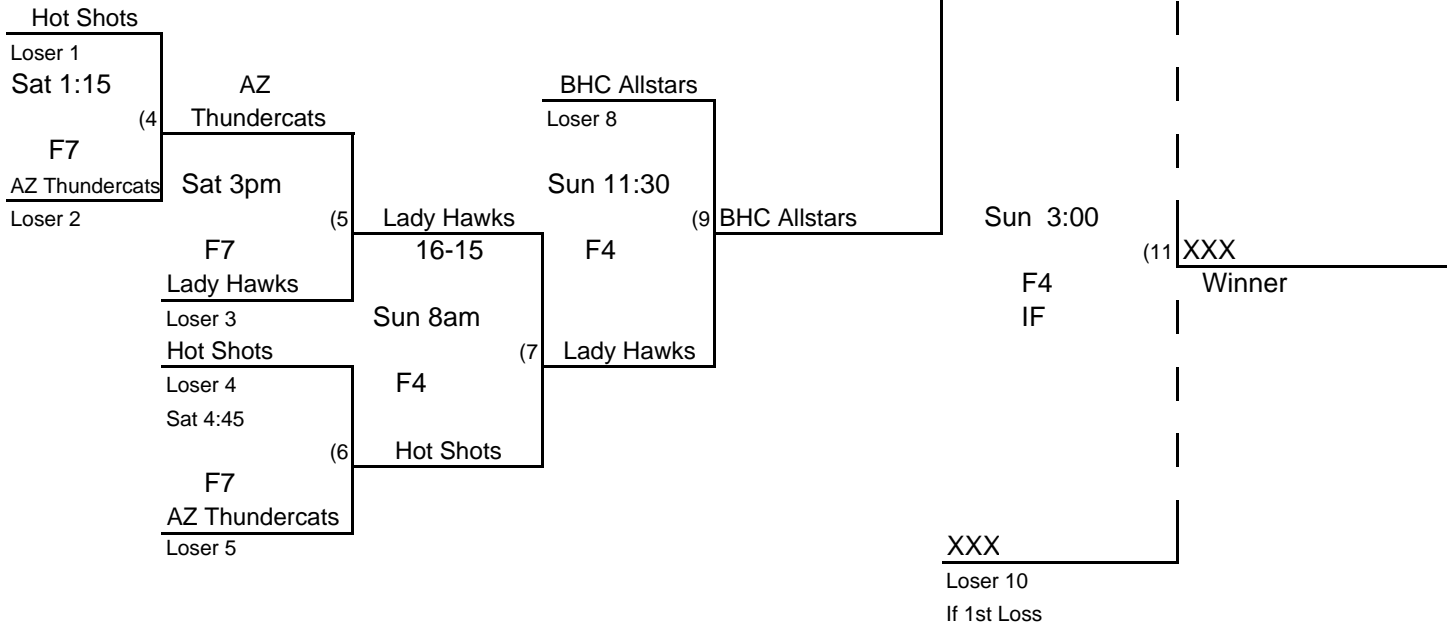 Hot Shots
Loser 1
Sat 1:15
(4
F7
AZ Thundercats
Loser 2
AZ
Thundercats
Sat 3pm
(5
F7
Lady Hawks
Loser 3
Hot Shots
Loser 4
Sat 4:45
(6
F7
AZ Thundercats
Loser 5
Lady Hawks
16-15
Sun 8am
(7
F4
Hot Shots
BHC Allstars
Loser 8
Sun 11:30
(9
F4
Lady Hawks
BHC Allstars
Sun 3:00
(11
F4
IF
XXX
Loser 10
If 1st Loss
XXX
Winner